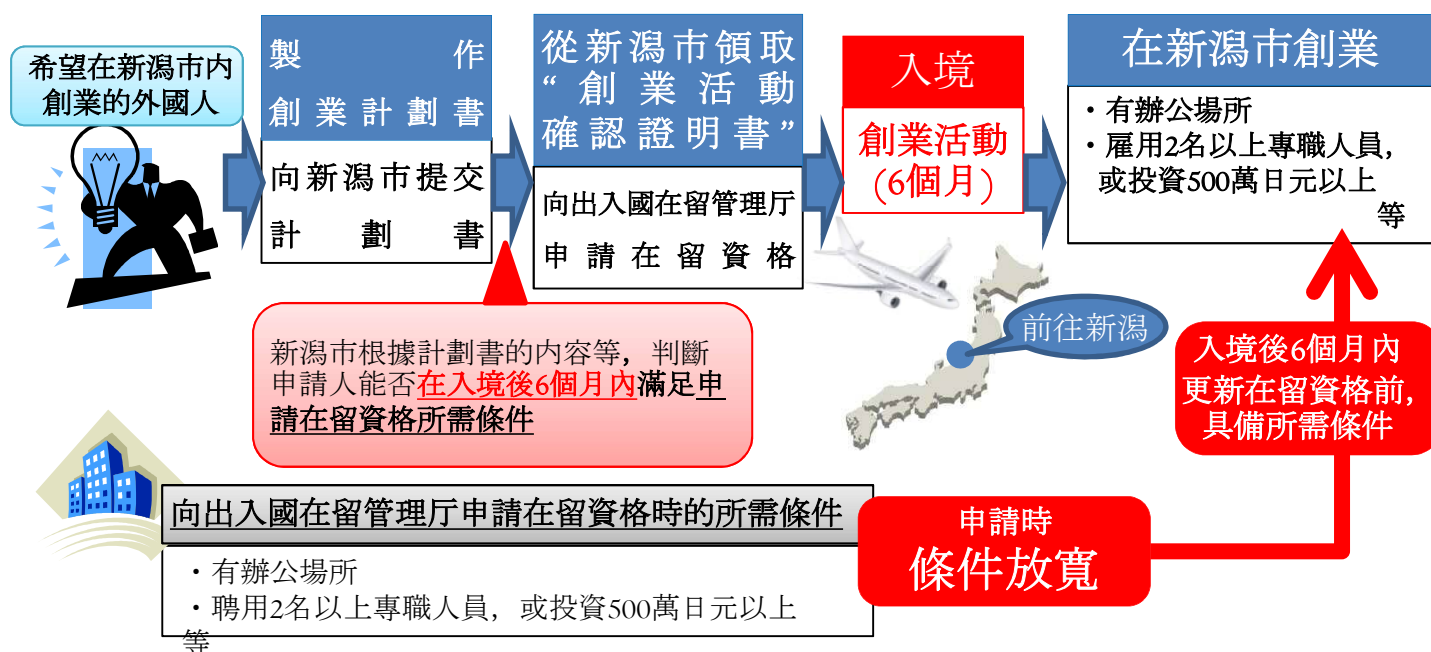 希望在新潟市内
創業的外國人
製作
創業計劃書
向新潟市提交
計劃書
從新潟市領取
“創業活動
確認證明書”
向出入國在留管理厅
申請在留資格
入境
創業活動
(6個月)
在新潟市創業
・有辦公場所
・雇用2名以上專職人員,
或投資500萬日元以上
等
新潟市根據計劃書的内容等，判斷
申請人能否在入境後6個月內滿足申
請在留資格所需條件
前往新潟
入境後6個月內
更新在留資格前,
具備所需條件
向出入國在留管理厅申請在留資格時的所需條件
・有辦公場所
・聘用2名以上專職人員，或投資500萬日元以上
等
申請時
條件放寬